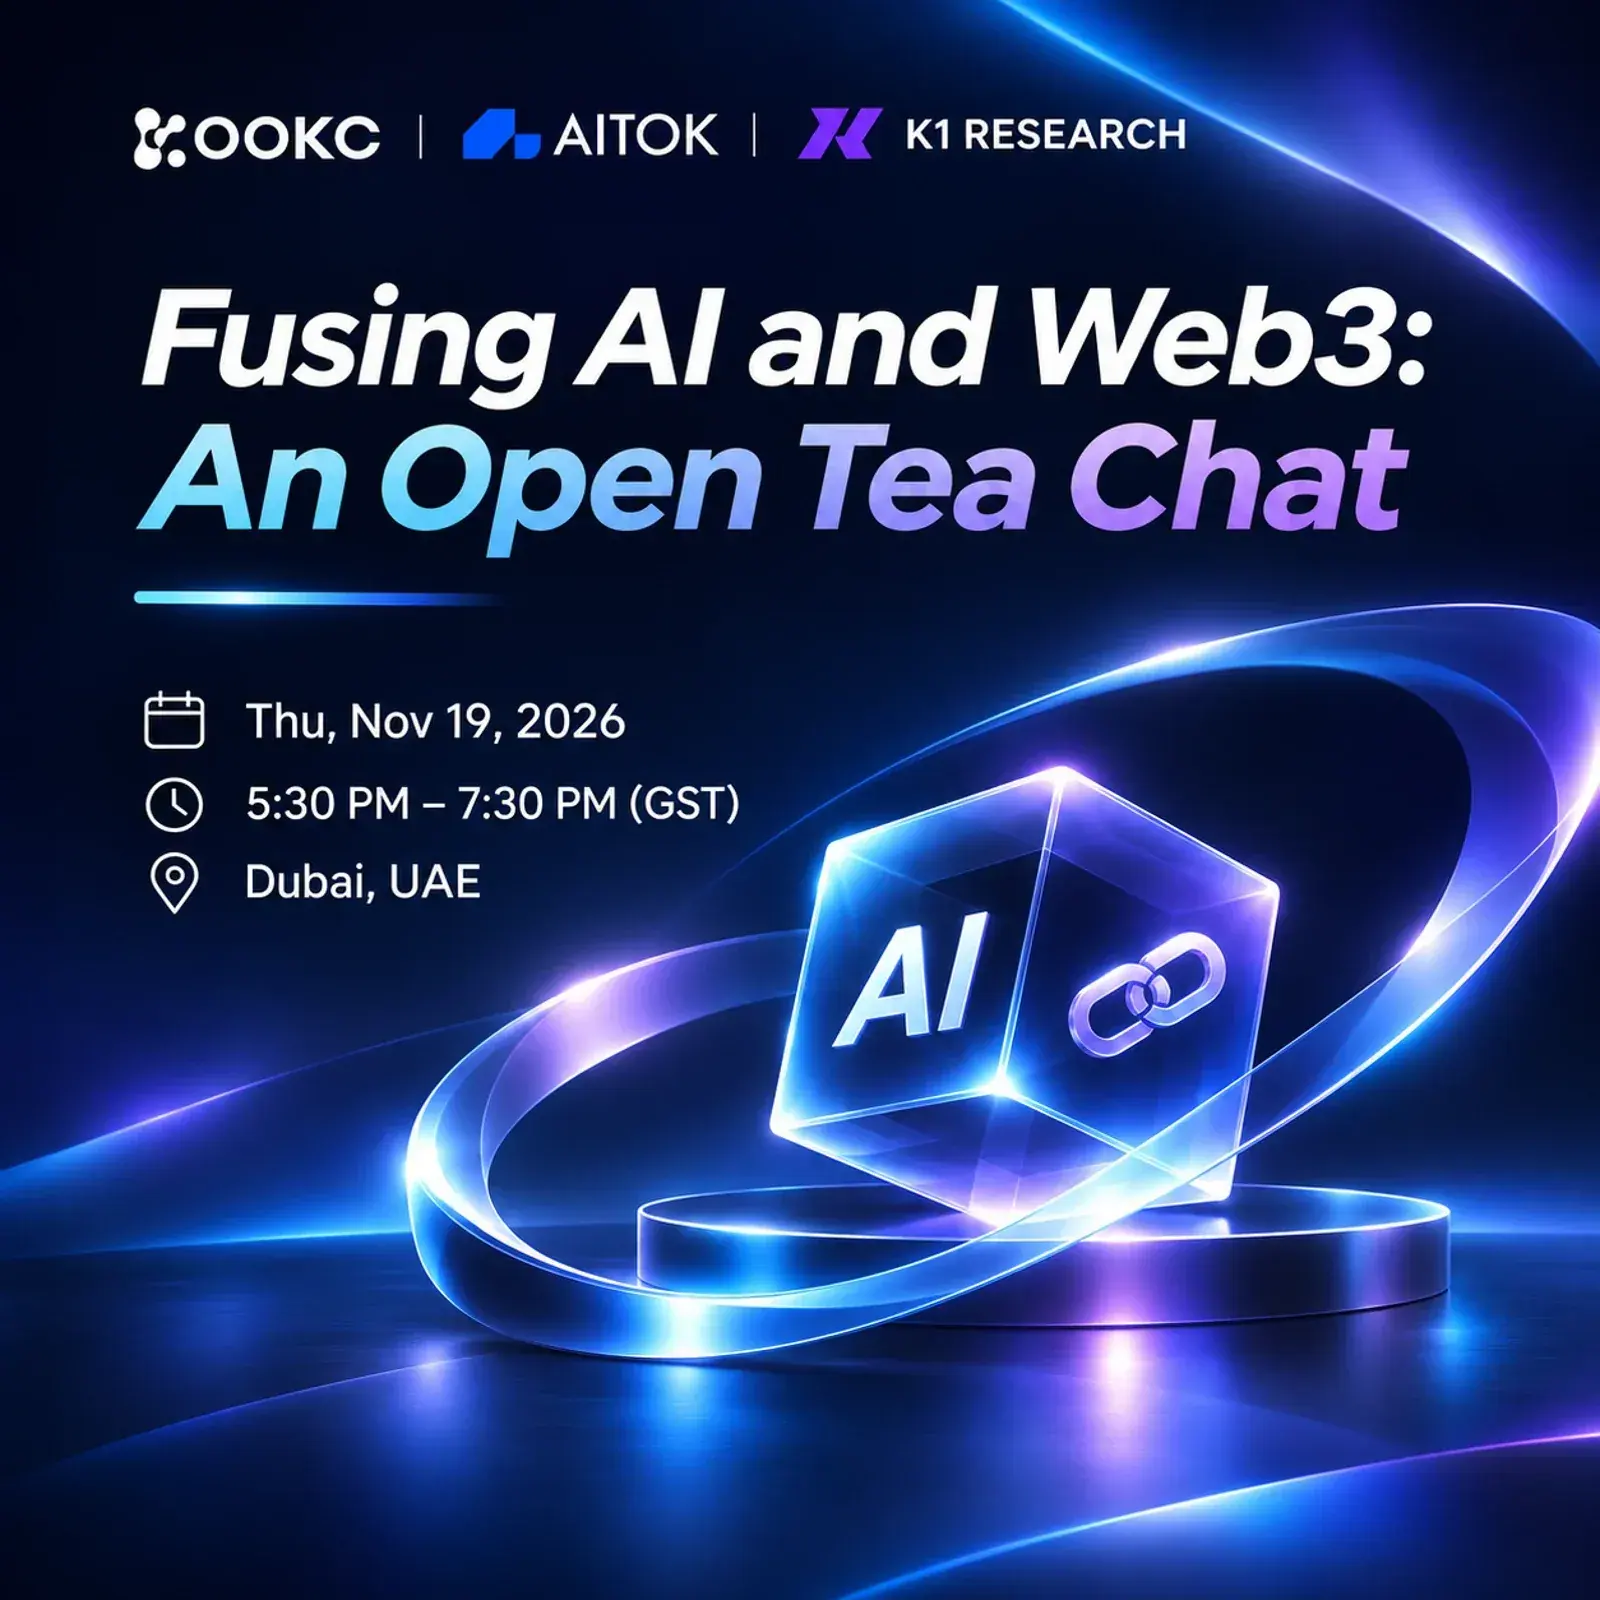 OOKC | AITOK | K1 RESEARCH
Fusing AI and Web3:
An Open Tea Chat
Thu, Nov 19, 2026
5:30 PM – 7:30 PM (GST)
Dubai, UAE
AI